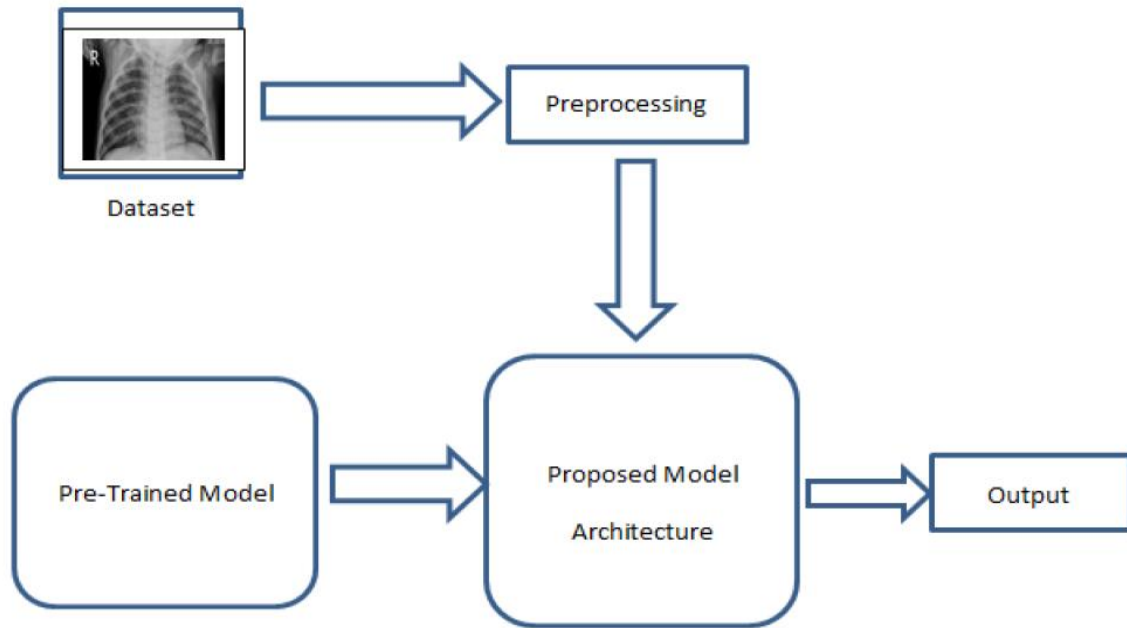 R
Preprocessing
Dataset
Pre-Trained Model
Proposed Model
Architecture
Output